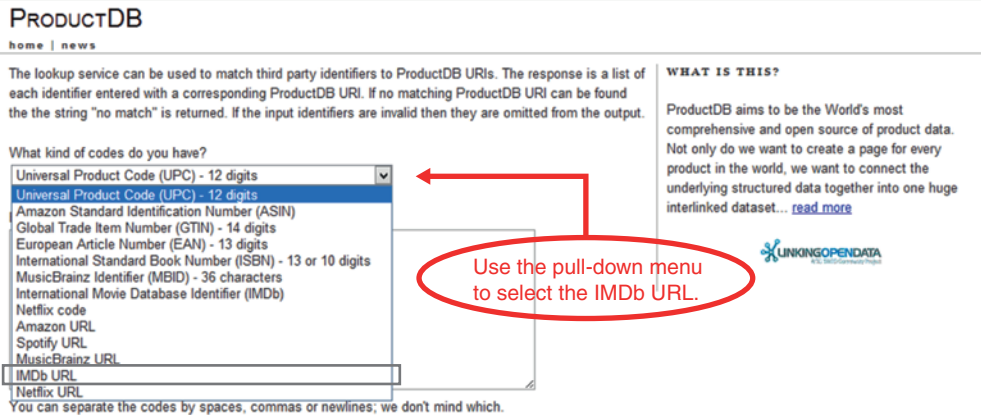 PRODUCTDB
home | news
The lookup service can be used to match third party identifiers to ProductDB URIs. The response is a list of
each identifier entered with a corresponding ProductDB URI. If no matching ProductDB URI can be found
the the string "no match" is returned. If the input identifiers are invalid then they are omitted from the output.
What kind of codes do you have?
Universal Product Code (UPC) - 12 digits
Universal Product Code (UPC) - 12 digits
Amazon Standard Identification Number (ASIN)
Global Trade Item Number (GTIN) - 14 digits
European Article Number (EAN) - 13 digits
International Standard Book Number (ISBN) - 13 or 10 digits
MusicBrainz Identifier (MBID) - 36 characters
International Movie Database Identifier (IMDb)
Netflix code
Amazon URL
Spotify URL
MusicBrainz URL
IMDb URL
Netflix URL
You can separate the codes by spaces, commas or newlines; we don't mind which.
Use the pull-down menu
to select the IMDb URL.
WHAT IS THIS?
ProductDB aims to be the World's most
comprehensive and open source of product data.
Not only do we want to create a page for every
product in the world, we want to connect the
underlying structured data together into one huge
interlinked dataset... read more
LINKINGOPENDATA